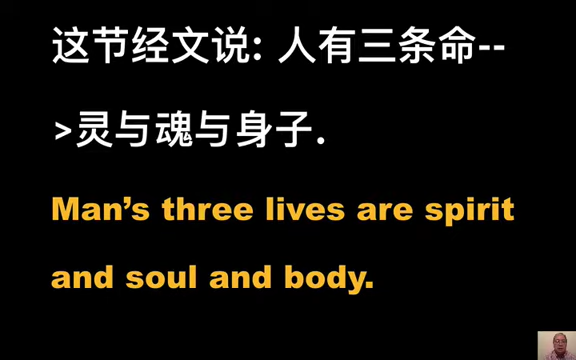 这节经文说: 人有三条命--
>灵与魂与身子.
Man’s three lives are spirit
and soul and body.